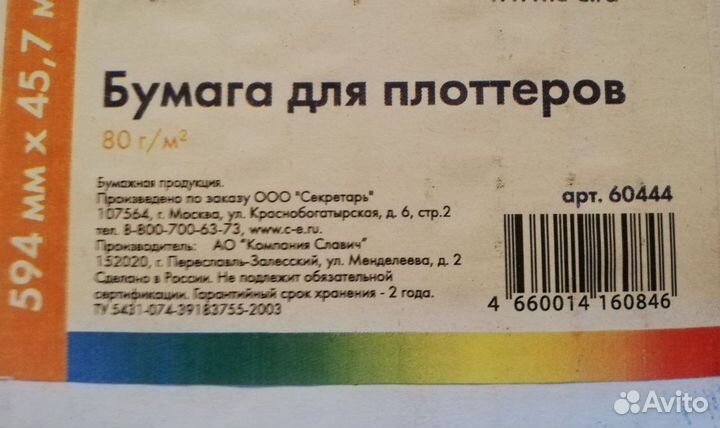 594 мм х 45,7 м
Бумага для плоттеров
80 г/м²
Бумажная продукция.
Произведено по заказу ООО "Секретарь"
107564, г. Москва, ул. Краснобогатырская, д. 6, стр.2
тел. 8-800-700-63-73, www.c-e.ru
Производитель: АО "Компания Славич"
152020, г. Переславль-Залесский, ул. Менделеева, д. 2
Сделано в России. Не подлежит обязательной
сертификации. Гарантийный срок хранения - 2 года.
ТУ 5431-074-39183755-2003
арт. 60444
4 660014 160846
Avito